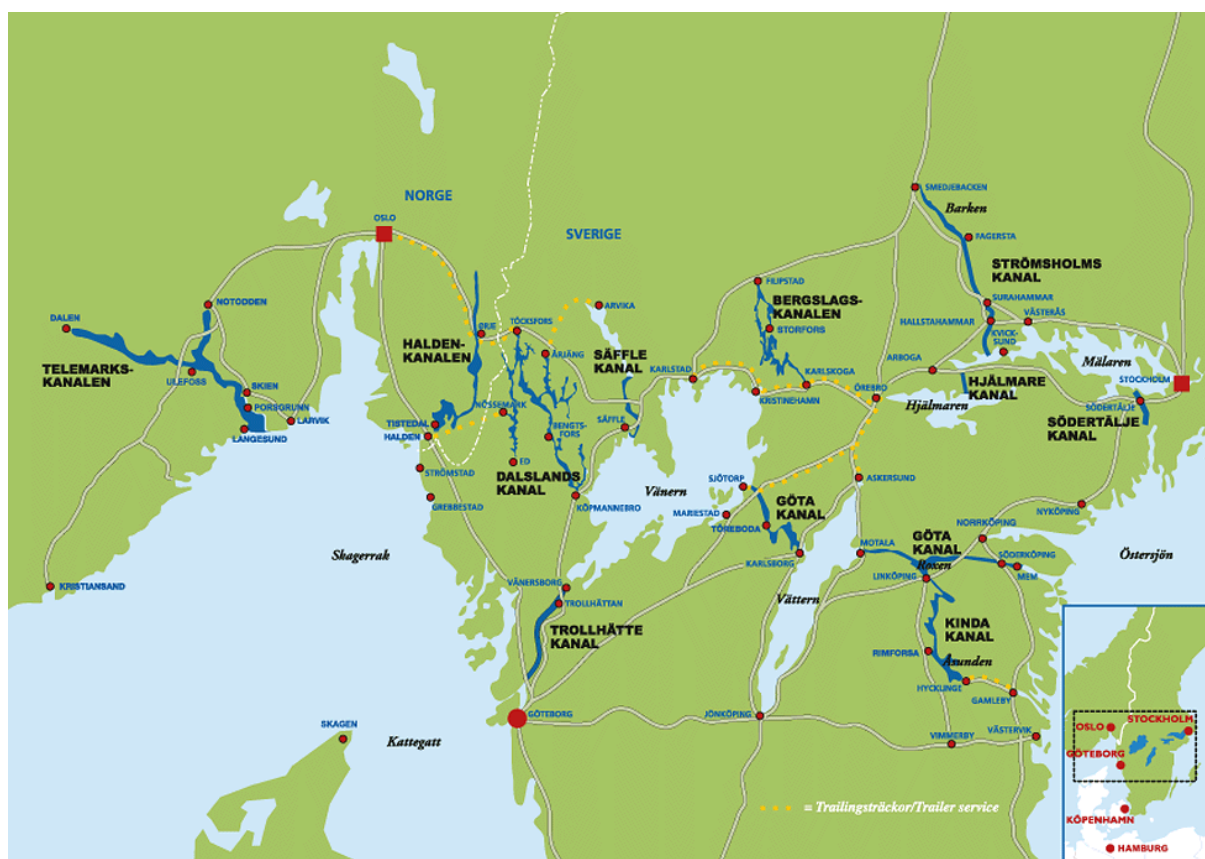 NORGE
OSLO
SVERIGE
SMEDJEBACKEN
Barken
FAGERSTA
STRÖMSHOLMS
KANAL
SURAHAMMAR
HALLSTAHAMMAR
VÄSTERÅS
KVICK-
SUND
NOTODDEN
DALEN
TELEMARKS-
KANALEN
ULEFOSS
SKIEN
PORSGRUNN
LARVIK
LANGESUND
ØRJE
TÖCKSFORS
ARVIKA
HALDEN-
KANALEN
ÅRJÄNG
SÄFFLE
KANAL
FILIPSTAD
BERGSLAGS-
KANALEN
STORFORS
KARLSTAD
KARLSKOGA
KRISTINEHAMN
ÖREBRO
ARBOGA
Mälaren
STOCKHOLM
HJÄLMARE
KANAL
Hjälmaren
SÖDERTÄLJE
SÖDERTÄLJE
KANAL
NÖSSEMARK
TISTEDAL
HALDEN
BENGTS-
FORS
SÄFFLE
ED
DALSLANDS
KANAL
STRÖMSTAD
GREBBESTAD
KÖPMANNEBRO
Vänern
SJÖTORP
MARIESTAD
GÖTA
KANAL
TÖREBODA
KARLSBORG
ASKERSUND
NYKÖPING
NORRKÖPING
MOTALA
GÖTA
KANAL
Roxen
SÖDERKÖPING
MEM
LINKÖPING
Östersjön
Skagerrak
KRISTIANSAND
VÄNERSBORG
TROLLHÄTTAN
TROLLHÄTTE
KANAL
Vättern
KINDA
KANAL
RIMFORSA
Åsunden
HYCKLINGE
GAMLEBY
GÖTEBORG
JÖNKÖPING
VIMMERBY
VÄSTERVIK
SKAGEN
Kattegatt
= Trailingsträckor/Trailer service
OSLO
STOCKHOLM
GÖTEBORG
KÖPENHAMN
HAMBURG